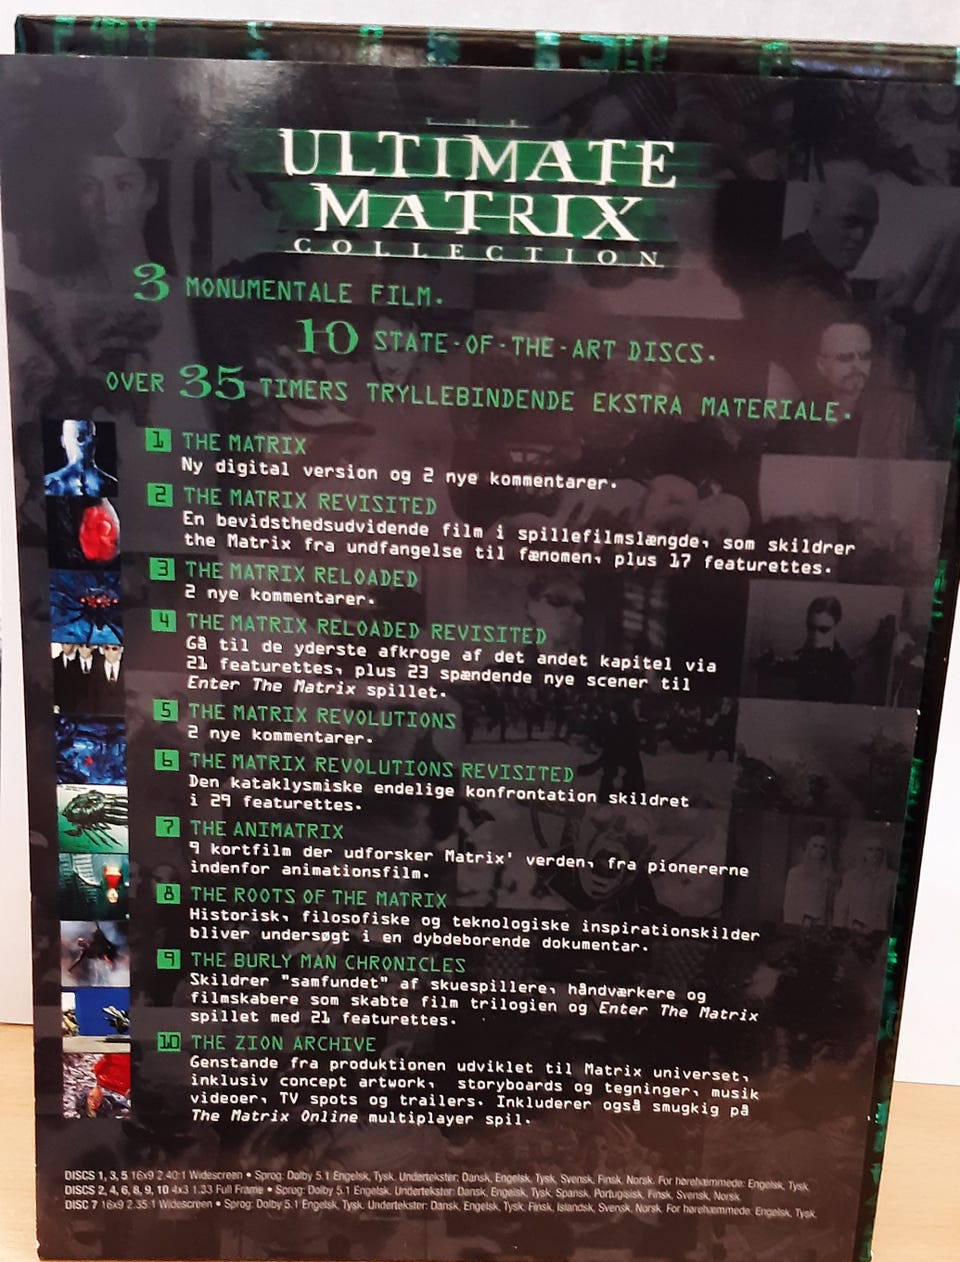 THE
ULTIMATE
MATRIX
COLLECTION
3 MONUMENTALE FILM.
10 STATE-OF-THE-ART DISCS.
OVER 35 TIMERS TRYLLEBINDENDE EKSTRA MATERIALE.
1 THE MATRIX
Ny digital version og 2 nye kommentarer.
2 THE MATRIX REVISITED
En bevidsthedsudvidende film i spillefilmslængde, som skildrer
the Matrix fra undfangelse til fænomen, plus 17 featurettes.
3 THE MATRIX RELOADED
2 nye kommentarer.
4 THE MATRIX RELOADED REVISITED
Gå til de yderste afkroge af det andet kapitel via
21 featurettes, plus 23 spændende nye scener til
Enter The Matrix spillet.
5 THE MATRIX REVOLUTIONS
2 nye kommentarer.
6 THE MATRIX REVOLUTIONS REVISITED
Den kataklysmiske endelige konfrontation skildret
i 29 featurettes.
7 THE ANIMATRIX
9 kortfilm der udforsker Matrix' verden, fra pionererne
indenfor animationsfilm.
8 THE ROOTS OF THE MATRIX
Historisk, filosofiske og teknologiske inspirationskilder
bliver undersøgt i en dybdeborende dokumentar.
9 THE BURLY MAN CHRONICLES
Skildrer "samfundet" af skuespillere, håndværkere og
filmskabere som skabte film trilogien og Enter The Matrix
spillet med 21 featurettes.
10 THE ZION ARCHIVE
Genstande fra produktionen udviklet til Matrix universet,
inklusiv concept artwork, storyboards og tegninger, musik
videoer, TV spots og trailers. Inkluderer også smugkig på
The Matrix Online multiplayer spil.
DISCS 1, 3, 5 16x9 2.40:1 Widescreen • Sprog: Dolby 5.1 Engelsk, Tysk. Undertekster: Dansk, Engelsk, Tysk, Svensk, Finsk, Norsk. For hørehæmmede: Engelsk, Tysk.
DISCS 2, 4, 6, 8, 9, 10 4x3 1.33 Full Frame • Sprog: Dolby 5.1 Engelsk. Undertekster: Dansk, Engelsk, Tysk, Spansk, Portugisisk, Finsk, Svensk, Norsk
DISC 7 16x9 2.35:1 Widescreen • Sprog: Dolby 5.1 Engelsk, Tysk. Undertekster: Dansk, Engelsk, Tysk, Finsk, Islandsk, Svensk, Norsk. For hørehæmmede: Engelsk, Tysk.